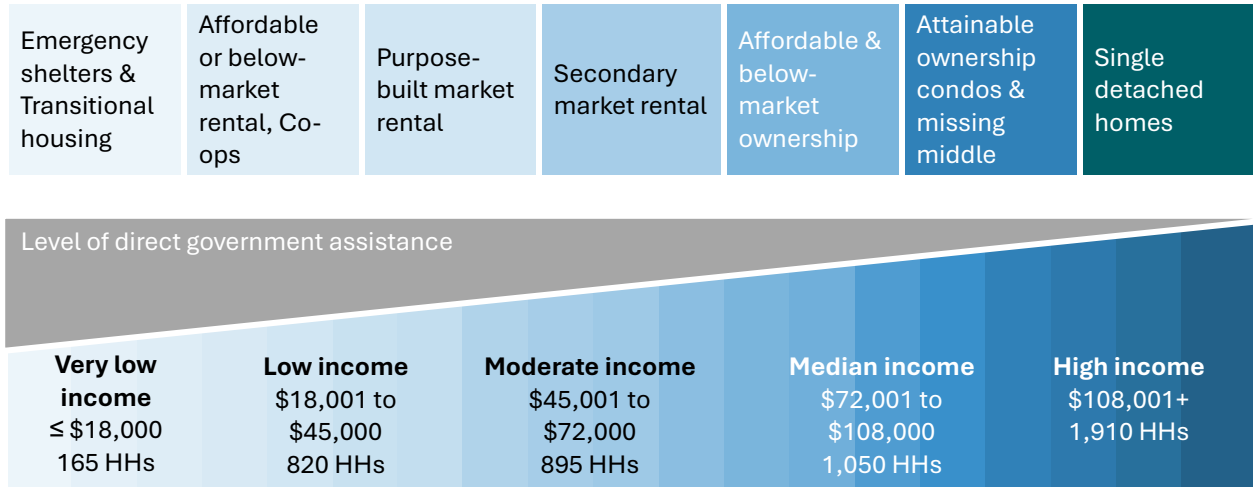 Emergency
shelters &
Transitional
housing
Affordable
or below-
market
rental, Co-
ops
Purpose-
built market
rental
Secondary
market rental
Affordable &
below-
market
ownership
Attainable
ownership
condos &
missing
middle
Single
detached
homes
Level of direct government assistance
Very low
income
≤ $18,000
165 HHs
Low income
$18,001 to
$45,000
820 HHs
Moderate income
$45,001 to
$72,000
895 HHs
Median income
$72,001 to
$108,000
1,050 HHs
High income
$108,001+
1,910 HHs